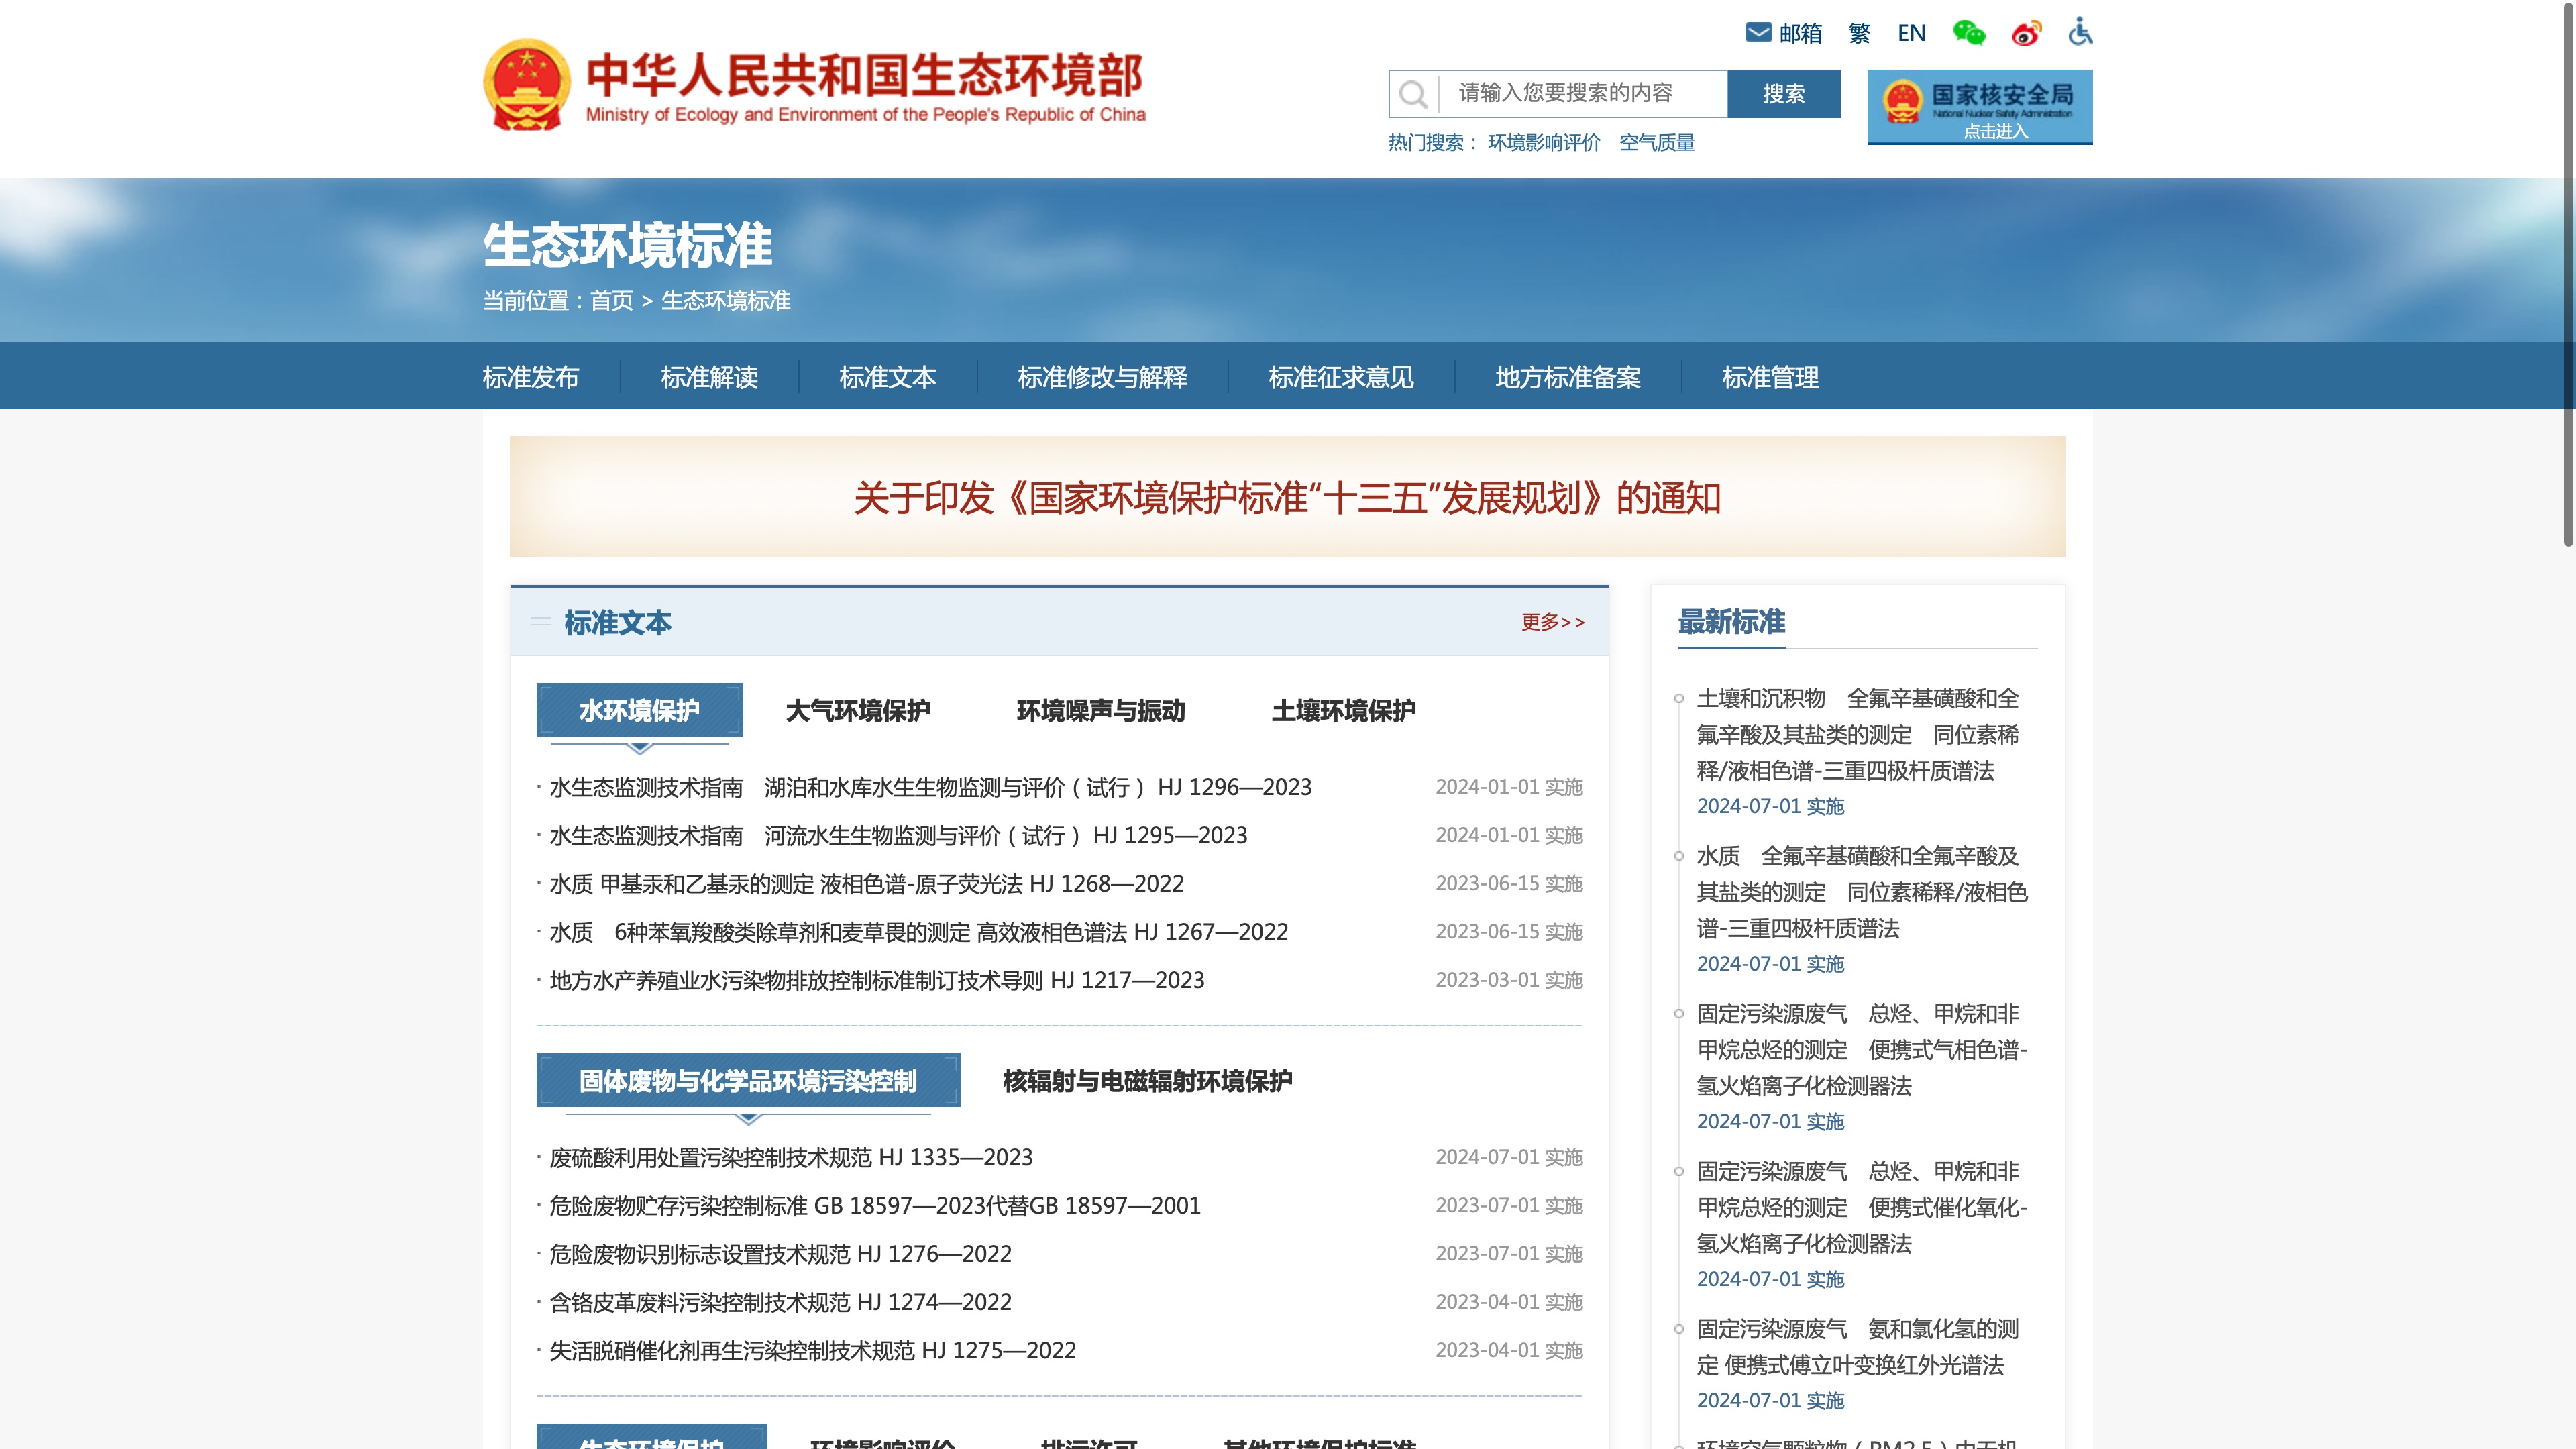 邮箱 繁 EN
中华人民共和国生态环境部
Ministry of Ecology and Environment of the People's Republic of China
请输入您要搜索的内容 搜索
热门搜索： 环境影响评价 空气质量
国家核安全局
National Nuclear Safety Administration
点击进入
生态环境标准
当前位置：首页 > 生态环境标准
标准发布 标准解读 标准文本 标准修改与解释 标准征求意见 地方标准备案 标准管理
关于印发《国家环境保护标准“十三五”发展规划》的通知
标准文本 更多>>
水环境保护 大气环境保护 环境噪声与振动 土壤环境保护
· 水生态监测技术指南　湖泊和水库水生生物监测与评价（试行） HJ 1296—2023 2024-01-01 实施
· 水生态监测技术指南　河流水生生物监测与评价（试行） HJ 1295—2023 2024-01-01 实施
· 水质 甲基汞和乙基汞的测定 液相色谱-原子荧光法 HJ 1268—2022 2023-06-15 实施
· 水质　6种苯氧羧酸类除草剂和麦草畏的测定 高效液相色谱法 HJ 1267—2022 2023-06-15 实施
· 地方水产养殖业水污染物排放控制标准制订技术导则 HJ 1217—2023 2023-03-01 实施
固体废物与化学品环境污染控制 核辐射与电磁辐射环境保护
· 废硫酸利用处置污染控制技术规范 HJ 1335—2023 2024-07-01 实施
· 危险废物贮存污染控制标准 GB 18597—2023代替GB 18597—2001 2023-07-01 实施
· 危险废物识别标志设置技术规范 HJ 1276—2022 2023-07-01 实施
· 含铬皮革废料污染控制技术规范 HJ 1274—2022 2023-04-01 实施
· 失活脱硝催化剂再生污染控制技术规范 HJ 1275—2022 2023-04-01 实施
生态环境保护 环境影响评价 排污许可 其他环境保护标准
最新标准
土壤和沉积物　全氟辛基磺酸和全
氟辛酸及其盐类的测定　同位素稀
释/液相色谱-三重四极杆质谱法
2024-07-01 实施
水质　全氟辛基磺酸和全氟辛酸及
其盐类的测定　同位素稀释/液相色
谱-三重四极杆质谱法
2024-07-01 实施
固定污染源废气　总烃、甲烷和非
甲烷总烃的测定　便携式气相色谱-
氢火焰离子化检测器法
2024-07-01 实施
固定污染源废气　总烃、甲烷和非
甲烷总烃的测定　便携式催化氧化-
氢火焰离子化检测器法
2024-07-01 实施
固定污染源废气　氨和氯化氢的测
定 便携式傅立叶变换红外光谱法
2024-07-01 实施
环境空气颗粒物（PM2.5）中无机